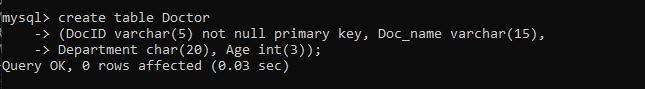 mysql> create table Doctor
-> (DocID varchar(5) not null primary key, Doc_name varchar(15),
-> Department char(20), Age int(3));
Query OK, 0 rows affected (0.03 sec)